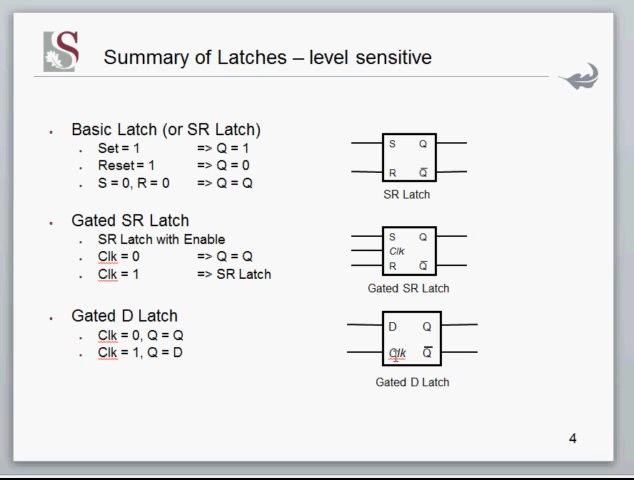 S
Summary of Latches – level sensitive
Basic Latch (or SR Latch)
Set = 1 => Q = 1
Reset = 1 => Q = 0
S = 0, R = 0 => Q = Q
S Q
R Q̅
SR Latch
Gated SR Latch
SR Latch with Enable
Clk = 0 => Q = Q
Clk = 1 => SR Latch
S Q
Clk
R Q̅
Gated SR Latch
Gated D Latch
Clk = 0, Q = Q
Clk = 1, Q = D
D Q
Clk Q̅
Gated D Latch
4